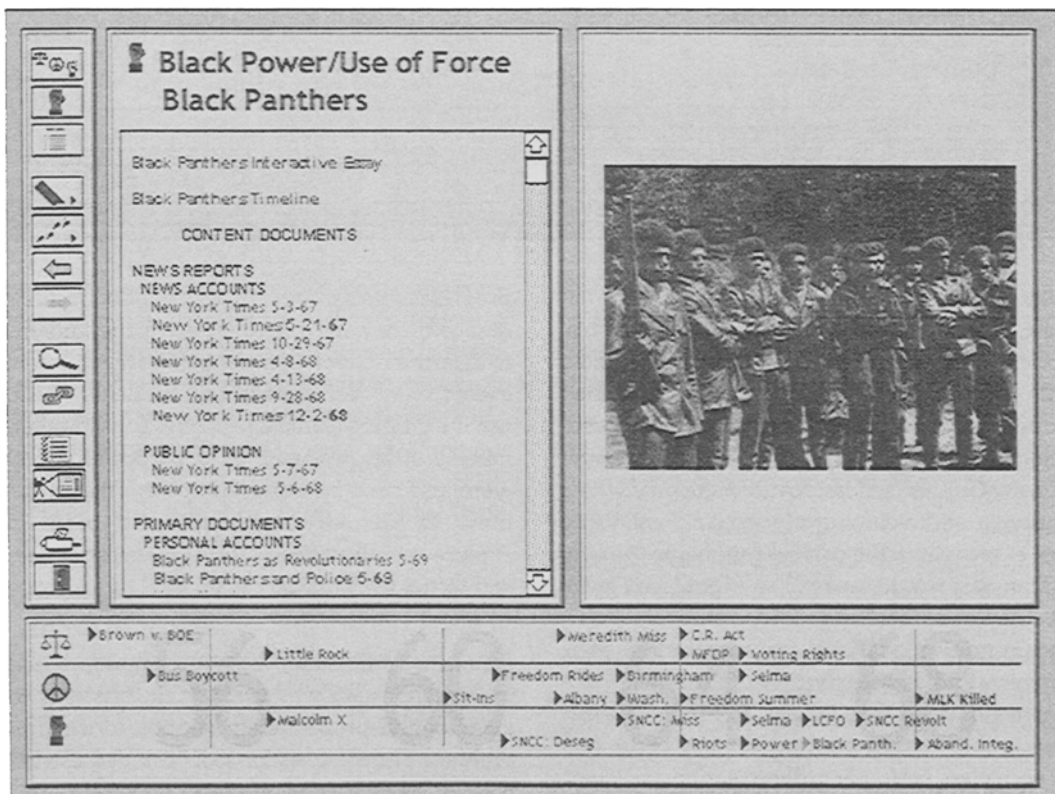 Black Power/Use of Force
Black Panthers
Black Panthers Interactive Essay
Black Panthers Timeline
CONTENT DOCUMENTS
NEWS REPORTS
NEWS ACCOUNTS
New York Times 5-3-67
New York Times 5-21-67
New York Times 10-29-67
New York Times 4-8-68
New York Times 4-13-68
New York Times 9-28-68
New York Times 12-2-68
PUBLIC OPINION
New York Times 5-7-67
New York Times 5-6-68
PRIMARY DOCUMENTS
PERSONAL ACCOUNTS
Black Panthers as Revolutionaries 5-69
Black Panthers and Police 5-69
Brown v. BOE
Meredith Miss
C.R. Act
Little Rock
MFDP
Voting Rights
Bus Boycott
Freedom Rides
Birmingham
Selma
Sit-Ins
Albany
Wash.
Freedom Summer
MLK Killed
Malcolm X
SNCC: Miss
Selma
LCFO
SNCC Revolt
SNCC: Deseg
Riots
Power
Black Panth.
Aband. Integ.
56 60